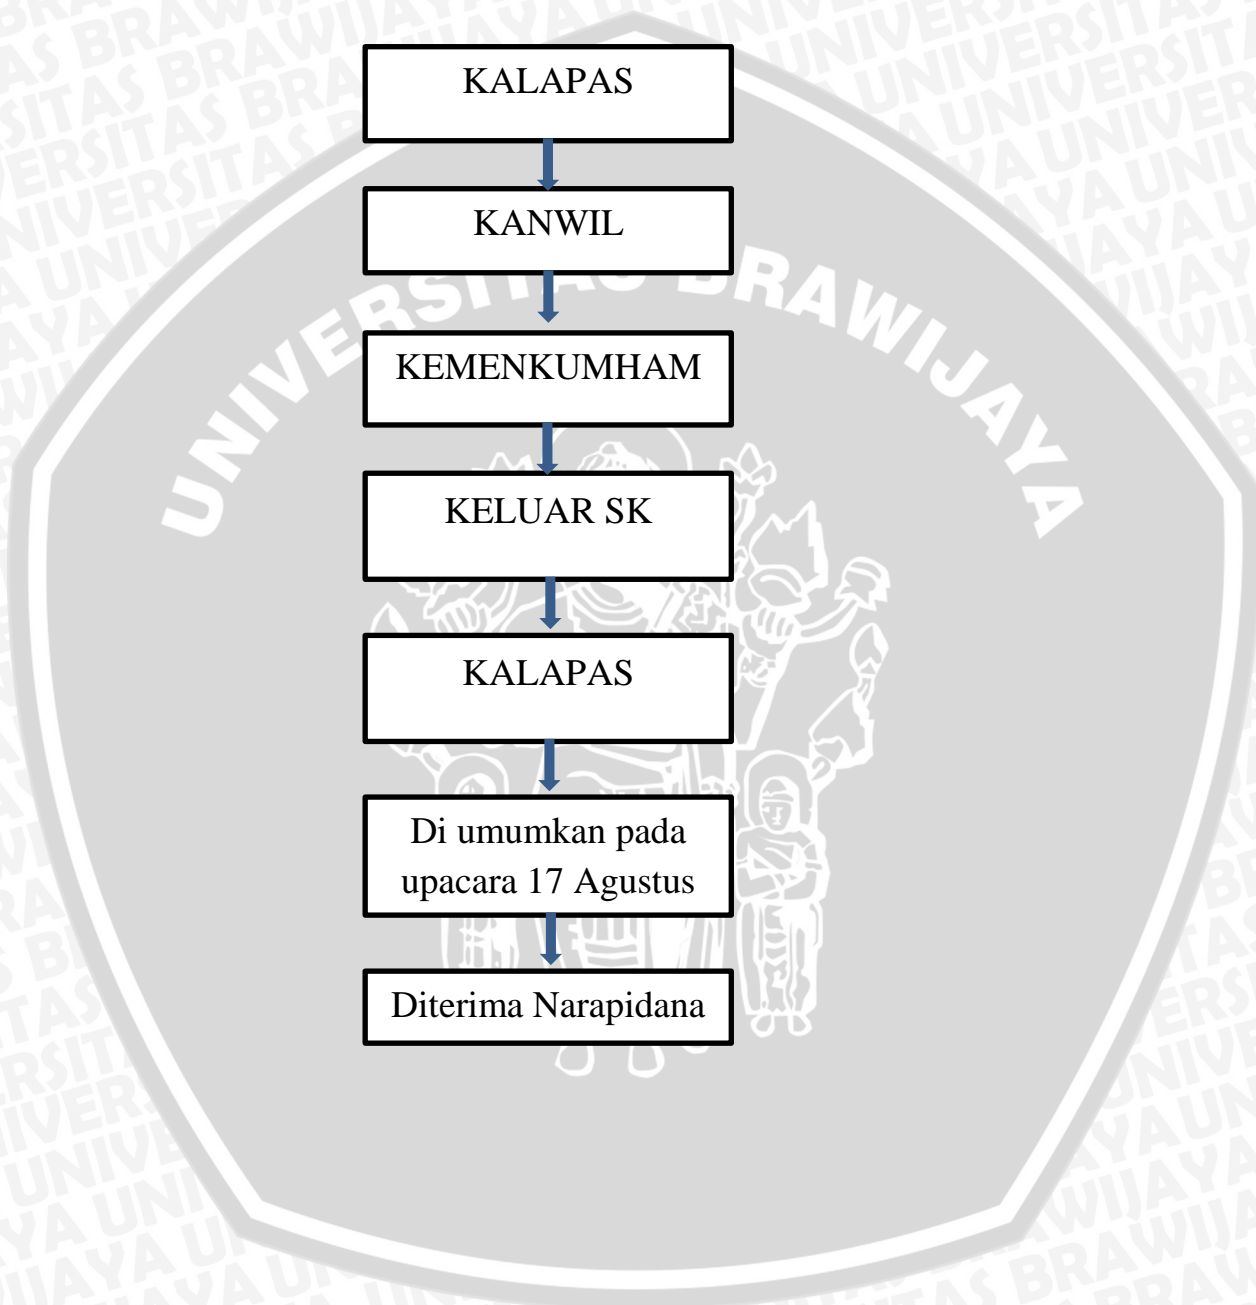 KALAPAS
KANWIL
UNIVERSITAS BRAWIJAYA
KEMENKUMHAM
KELUAR SK
KALAPAS
Di umumkan pada
upacara 17 Agustus
Diterima Narapidana